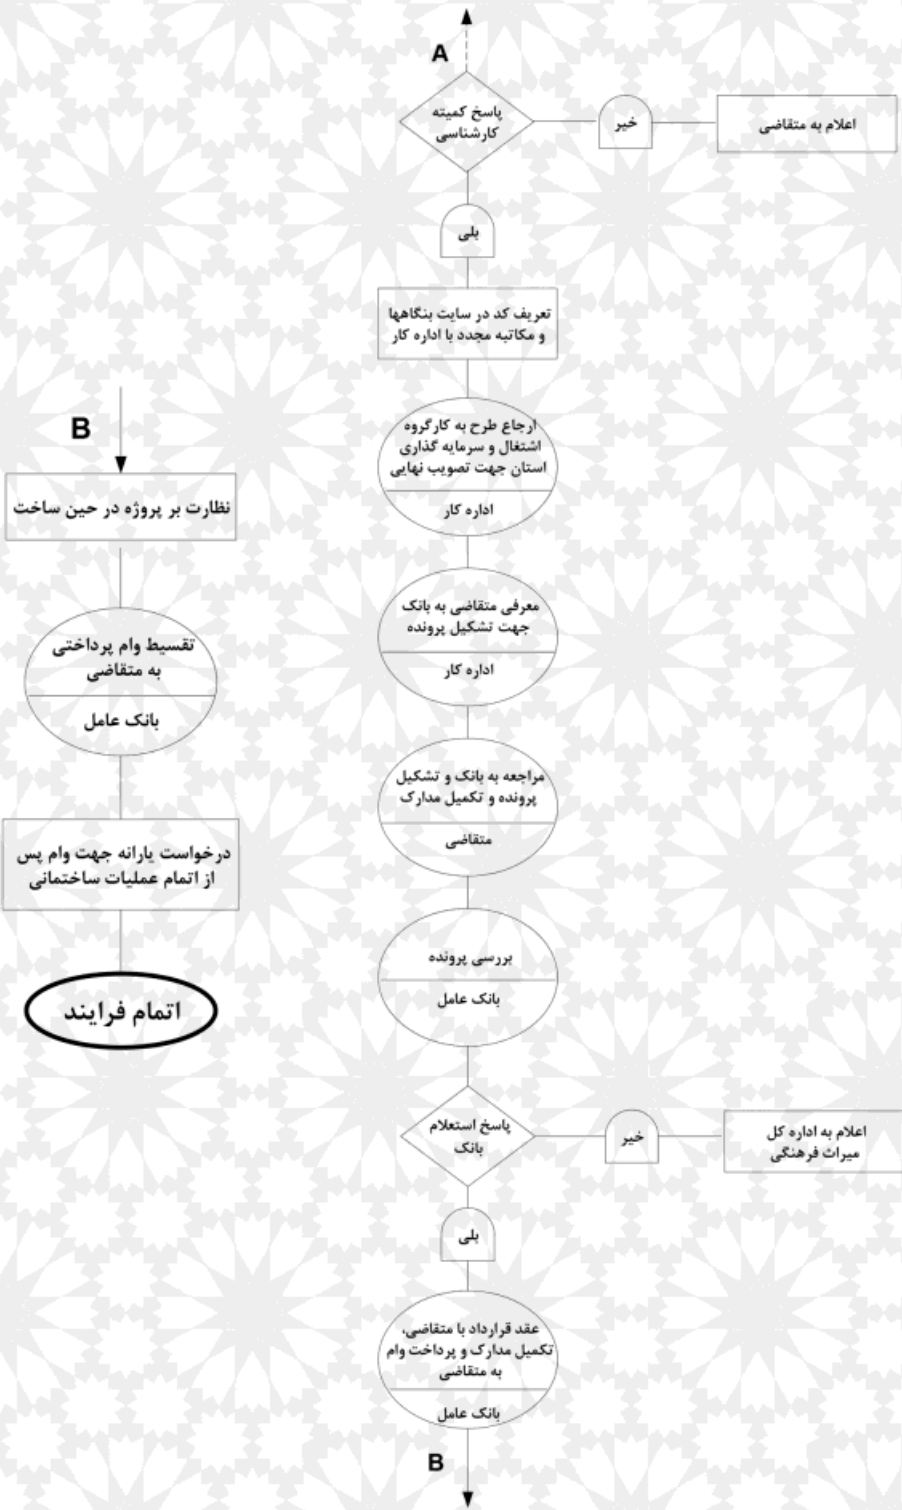 A
پاسخ کمیته
کارشناسی
خیر
اعلام به متقاضی
بلی
تعریف کد در سایت بنگاهها
و مکاتبه مجدد با اداره کار
ارجاع طرح به کارگروه
اشتغال و سرمایه گذاری
استان جهت تصویب نهایی
اداره کار
معرفی متقاضی به بانک
جهت تشکیل پرونده
اداره کار
مراجعه به بانک و تشکیل
پرونده و تکمیل مدارک
متقاضی
بررسی پرونده
بانک عامل
پاسخ استعلام
بانک
خیر
اعلام به اداره کل
میراث فرهنگی
بلی
عقد قرارداد با متقاضی،
تکمیل مدارک و پرداخت وام
به متقاضی
بانک عامل
B
B
نظارت بر پروژه در حین ساخت
تقسیط وام پرداختی
به متقاضی
بانک عامل
درخواست یارانه جهت وام پس
از اتمام عملیات ساختمانی
اتمام فرایند